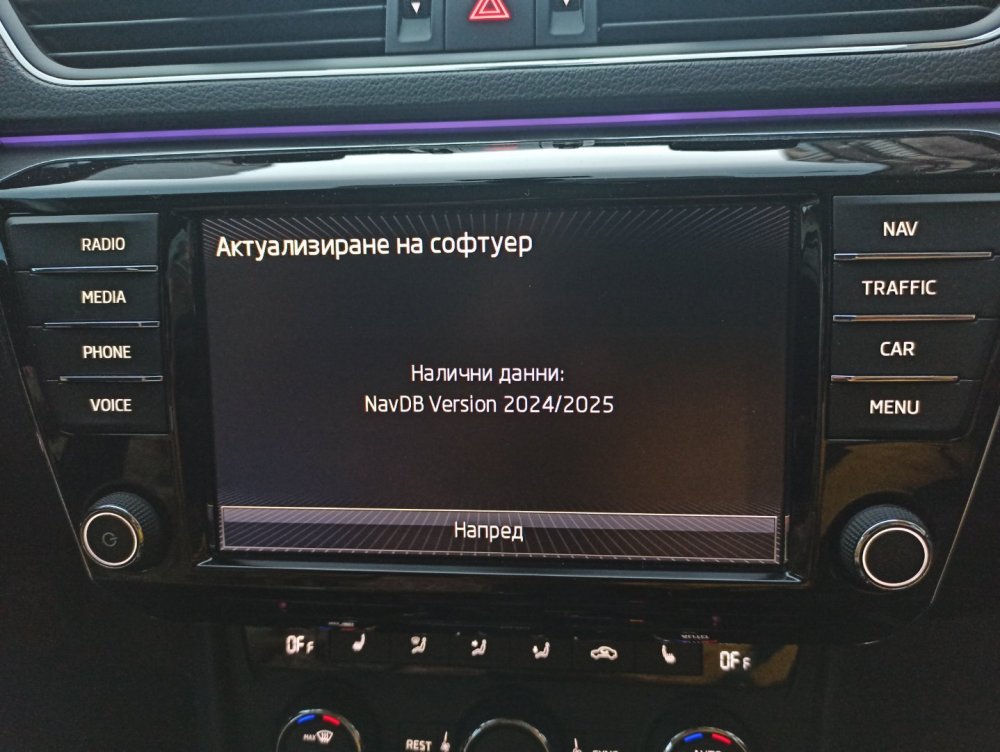 RADIO
MEDIA
PHONE
VOICE
Актуализиране на софтуер
Налични данни:
NavDB Version 2024/2025
Напред
NAV
TRAFFIC
CAR
MENU
OFF
OFF
MAX
REST